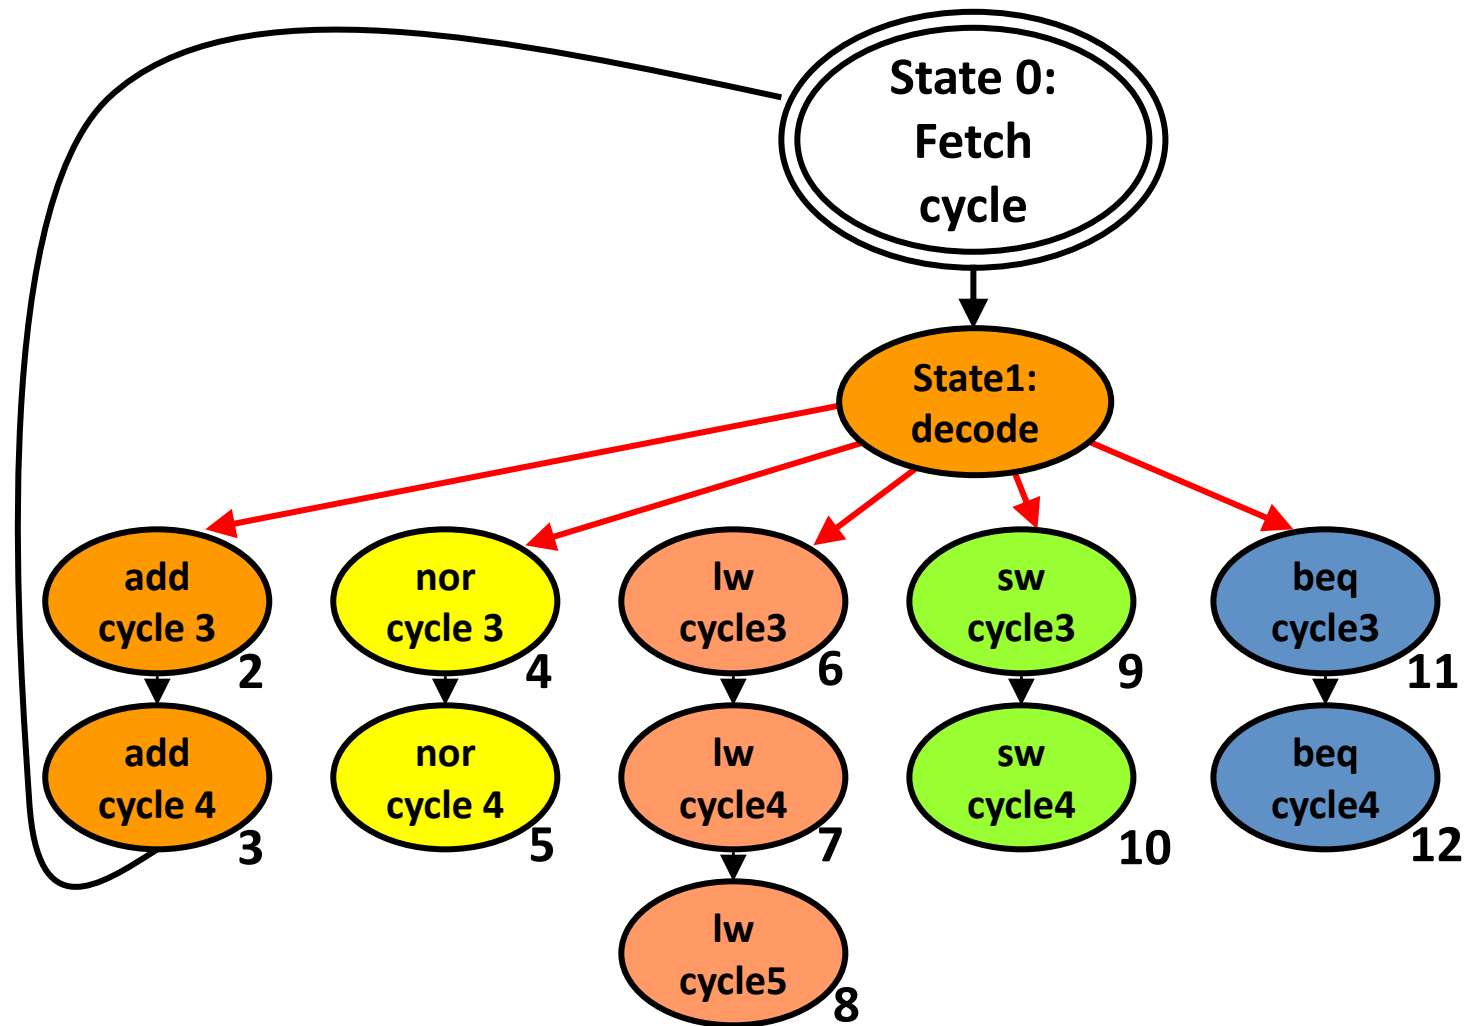 State 0:
Fetch
cycle
State1:
decode
add
cycle 3
2
nor
cycle 3
4
lw
cycle3
6
sw
cycle3
9
beq
cycle3
11
add
cycle 4
3
nor
cycle 4
5
lw
cycle4
7
sw
cycle4
10
beq
cycle4
12
lw
cycle5
8